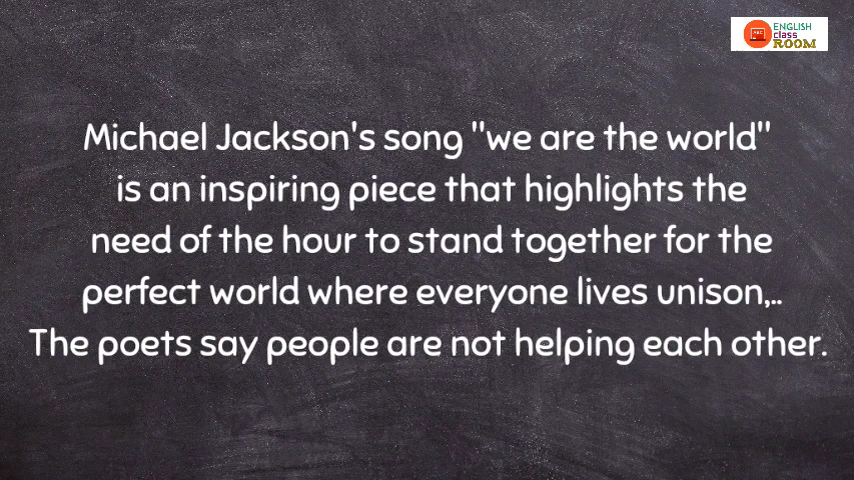 ENGLISH
class
ROOM
Michael Jackson's song "we are the world"
is an inspiring piece that highlights the
need of the hour to stand together for the
perfect world where everyone lives unison,..
The poets say people are not helping each other.